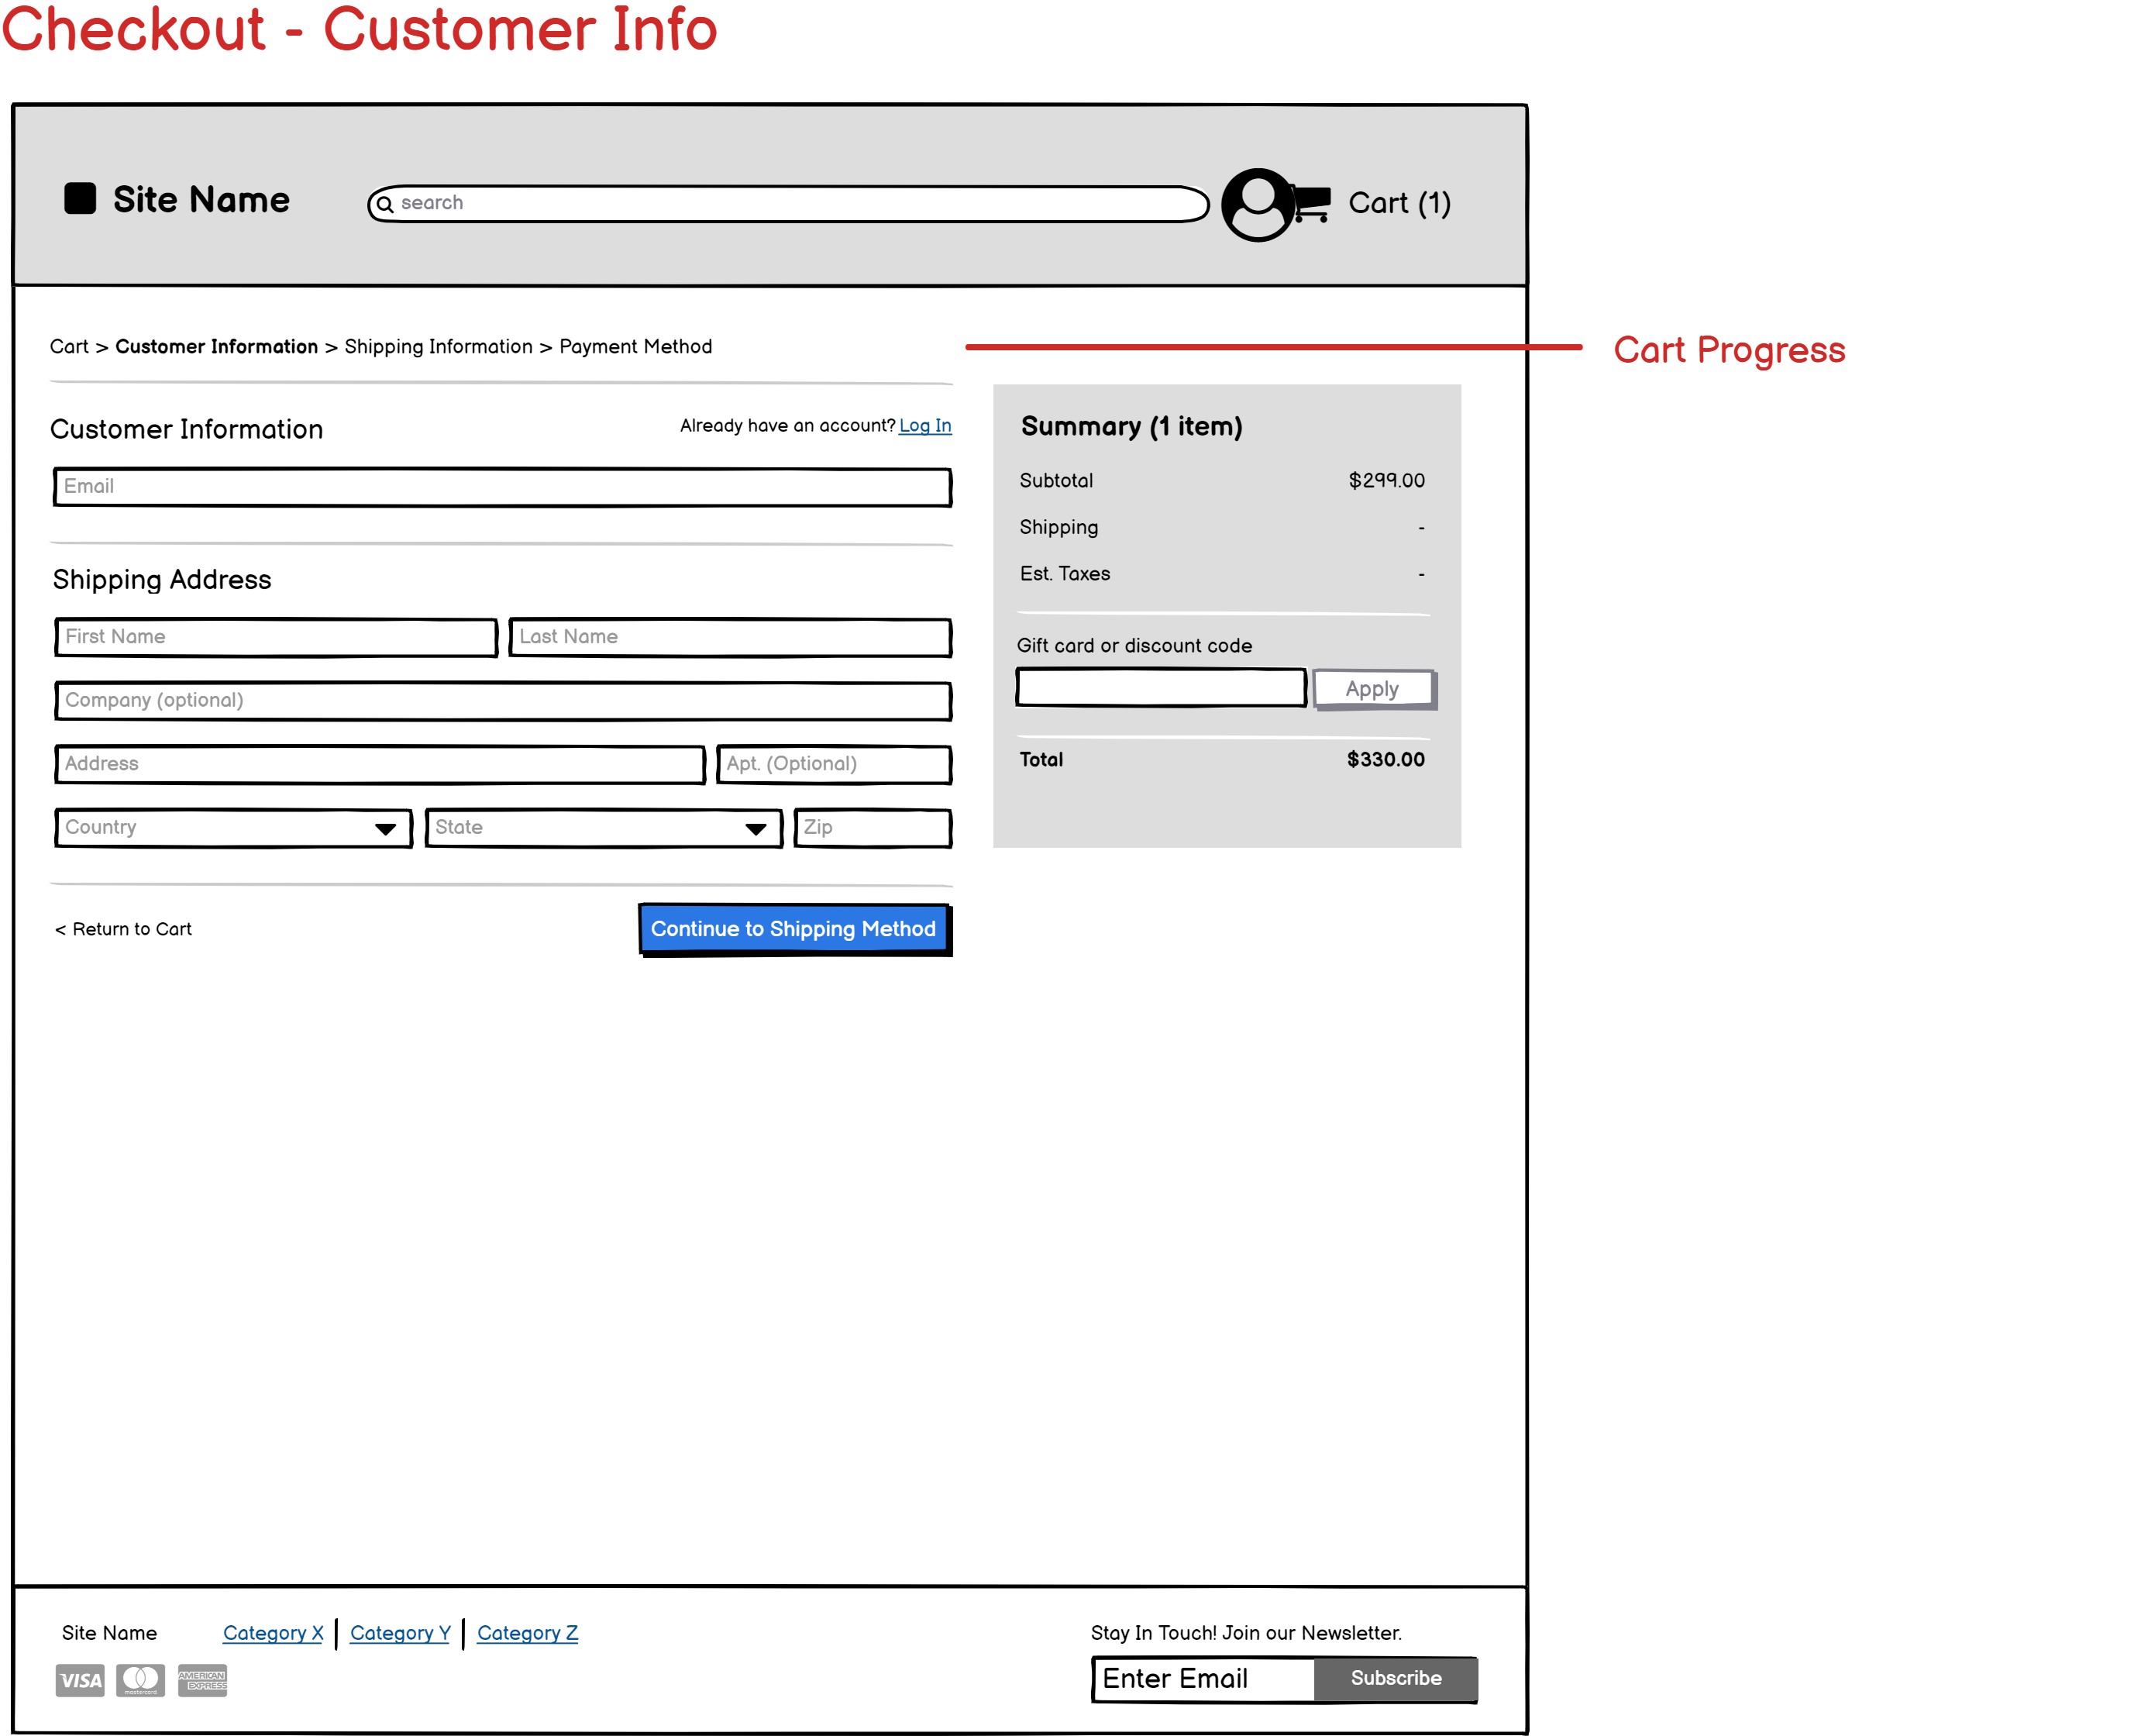 Checkout - Customer Info
Site Name
search
Cart (1)
Cart > Customer Information > Shipping Information > Payment Method
Cart Progress
Customer Information
Already have an account? Log In
Email
Shipping Address
First Name
Last Name
Company (optional)
Address
Apt. (Optional)
Country
State
Zip
< Return to Cart
Continue to Shipping Method
Summary (1 item)
Subtotal
$299.00
Shipping
-
Est. Taxes
-
Gift card or discount code
Apply
Total
$330.00
Site Name
Category X
Category Y
Category Z
VISA
mastercard
AMERICAN
EXPRESS
Stay In Touch! Join our Newsletter.
Enter Email
Subscribe